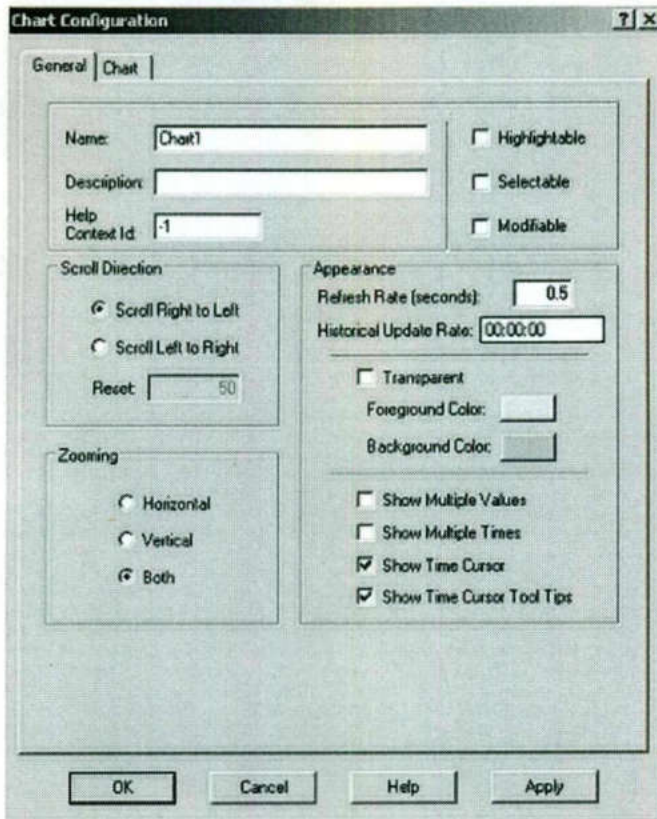 Chart Configuration
General
Chart
Name:
Chart1
Description:
Help
Context Id:
-1
Highlightable
Selectable
Modifiable
Scroll Direction
Scroll Right to Left
Scroll Left to Right
Reset:
50
Zooming
Horizontal
Vertical
Both
Appearance
Refresh Rate (seconds):
0.5
Historical Update Rate:
00:00:00
Transparent
Foreground Color:
Background Color:
Show Multiple Values
Show Multiple Times
Show Time Cursor
Show Time Cursor Tool Tips
OK
Cancel
Help
Apply